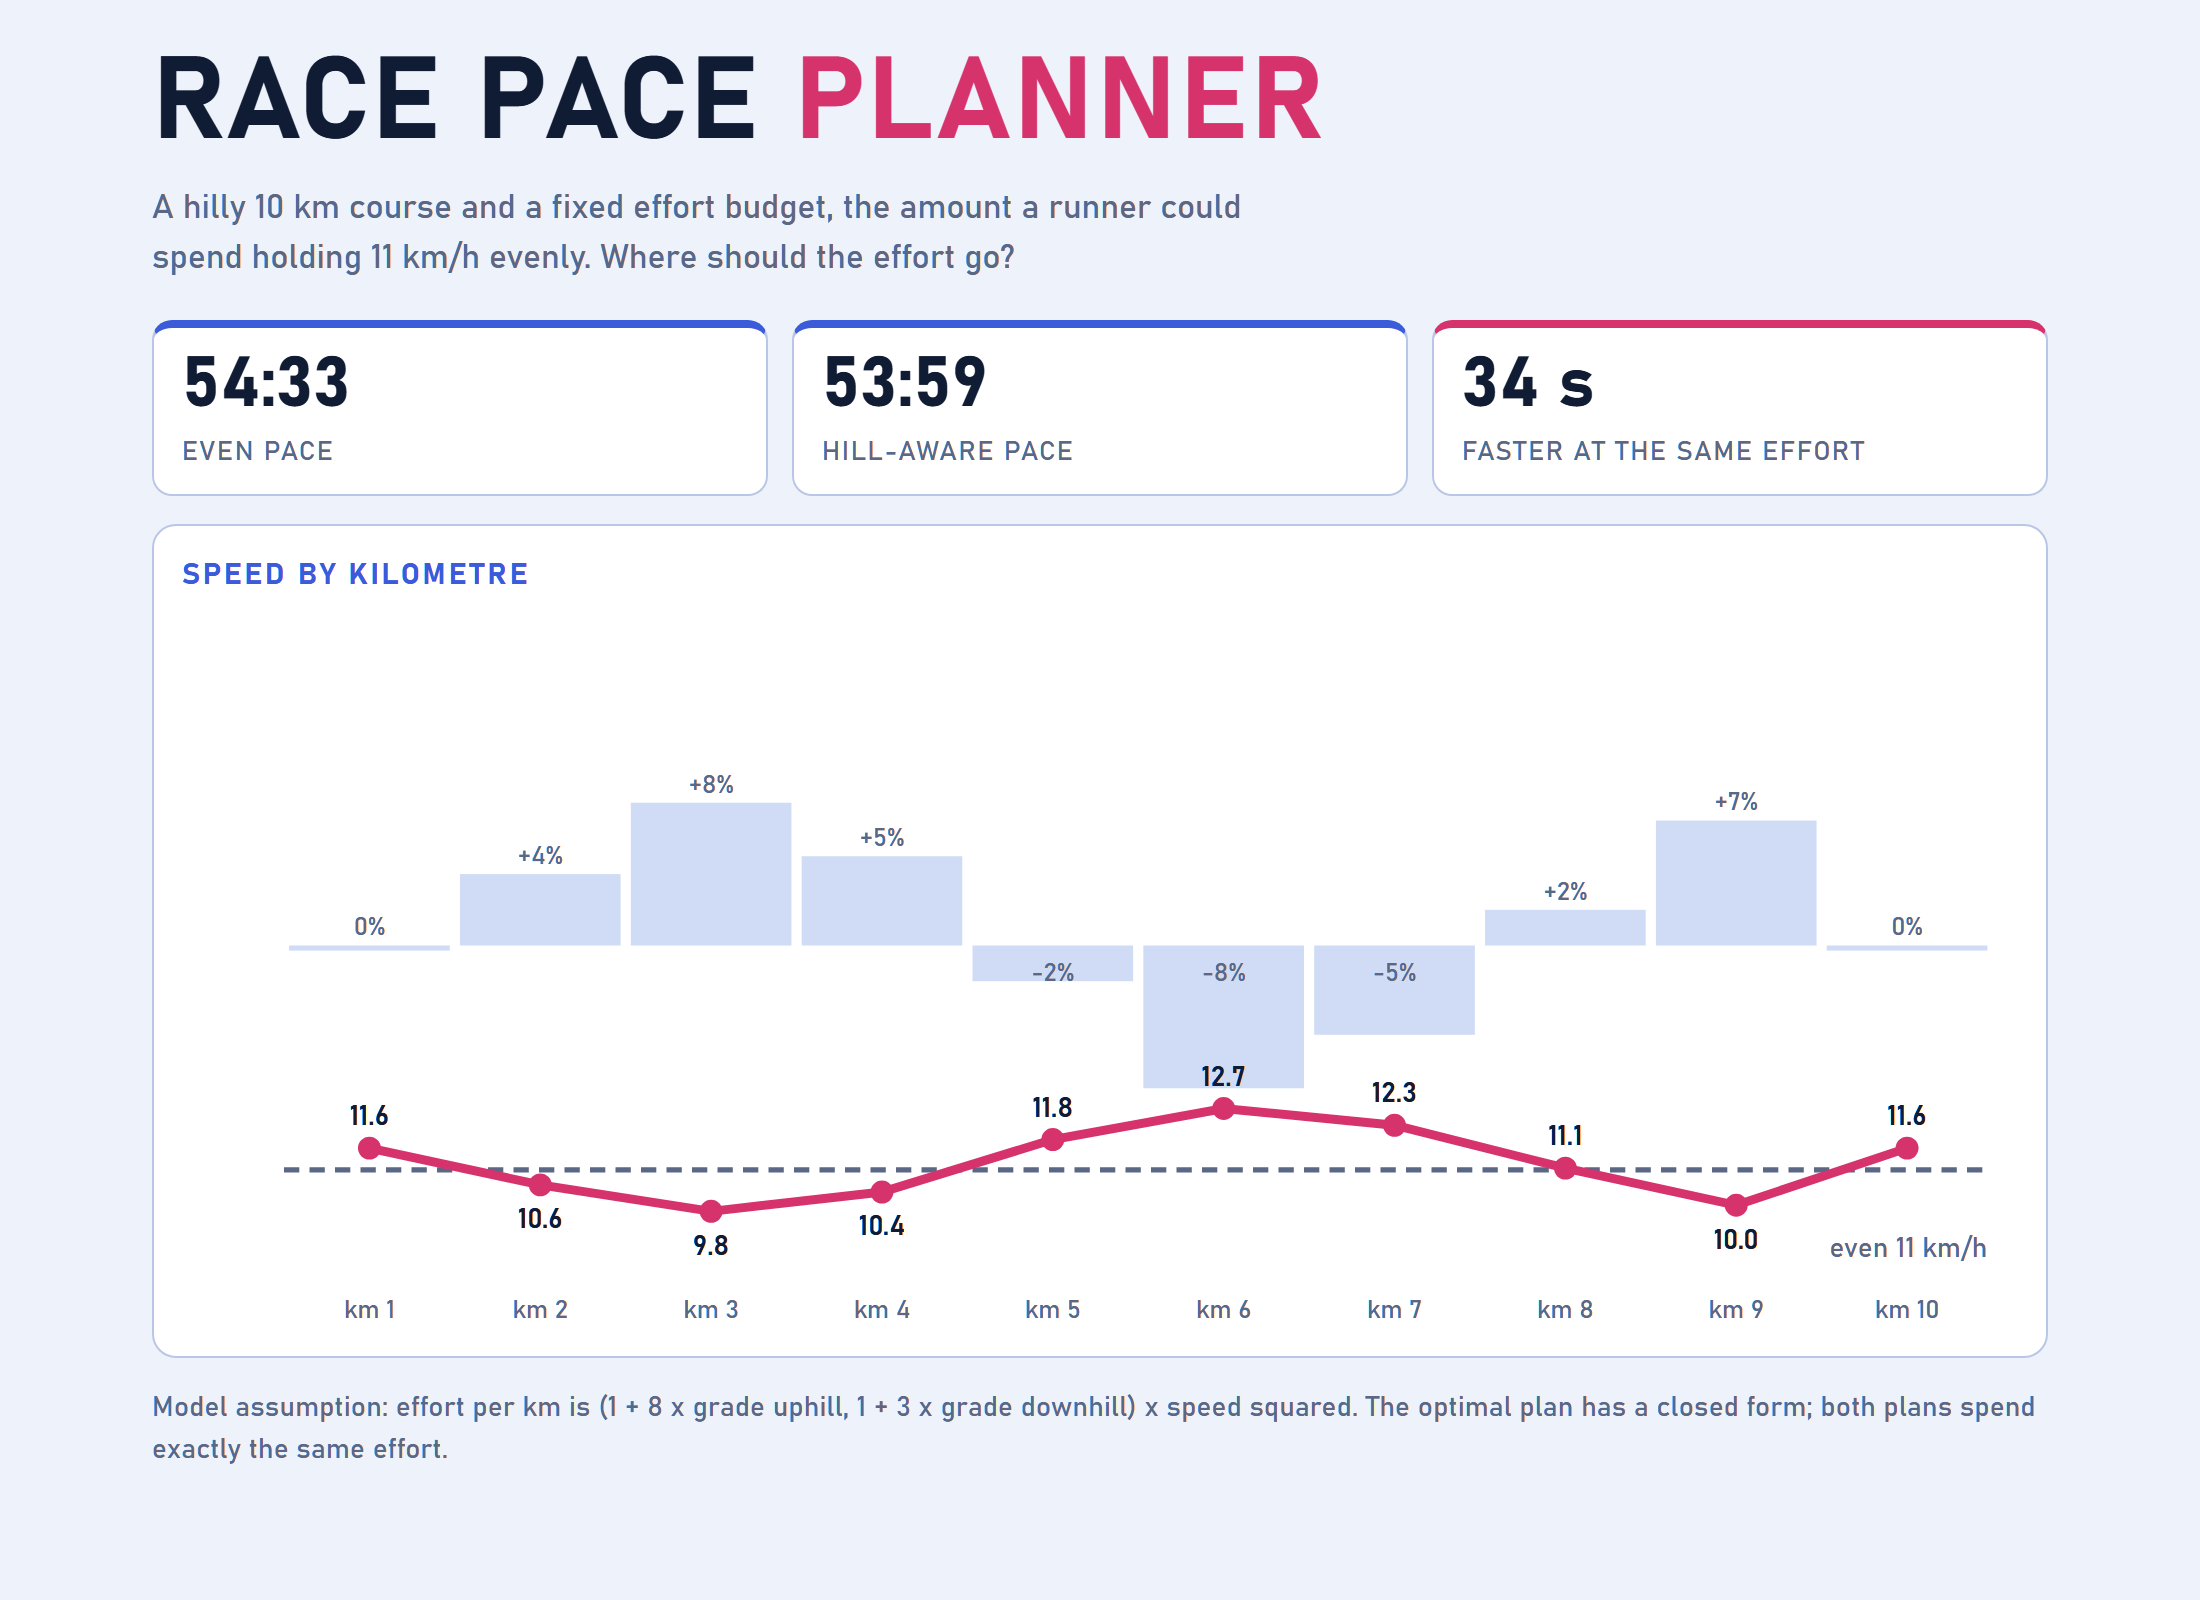 RACE PACE PLANNER
A hilly 10 km course and a fixed effort budget, the amount a runner could
spend holding 11 km/h evenly. Where should the effort go?
54:33
EVEN PACE
53:59
HILL-AWARE PACE
34 s
FASTER AT THE SAME EFFORT
SPEED BY KILOMETRE
0%
+4%
+8%
+5%
-2%
-8%
-5%
+2%
+7%
0%
11.6
10.6
9.8
10.4
11.8
12.7
12.3
11.1
10.0
11.6
even 11 km/h
km 1
km 2
km 3
km 4
km 5
km 6
km 7
km 8
km 9
km 10
Model assumption: effort per km is (1 + 8 x grade uphill, 1 + 3 x grade downhill) x speed squared. The optimal plan has a closed form; both plans spend
exactly the same effort.